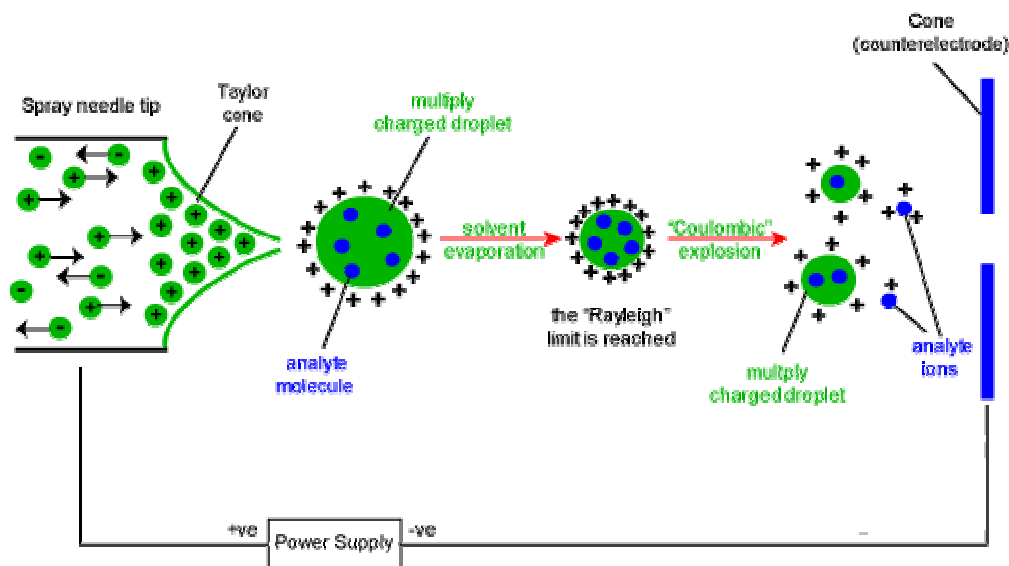 Cone
(counterelectrode)
Spray needle tip
Taylor
cone
multiply
charged droplet
solvent
evaporation
"Coulombic"
explosion
the "Rayleigh"
limit is reached
analyte
molecule
multply
charged droplet
analyte
ions
+ve
Power Supply
-ve